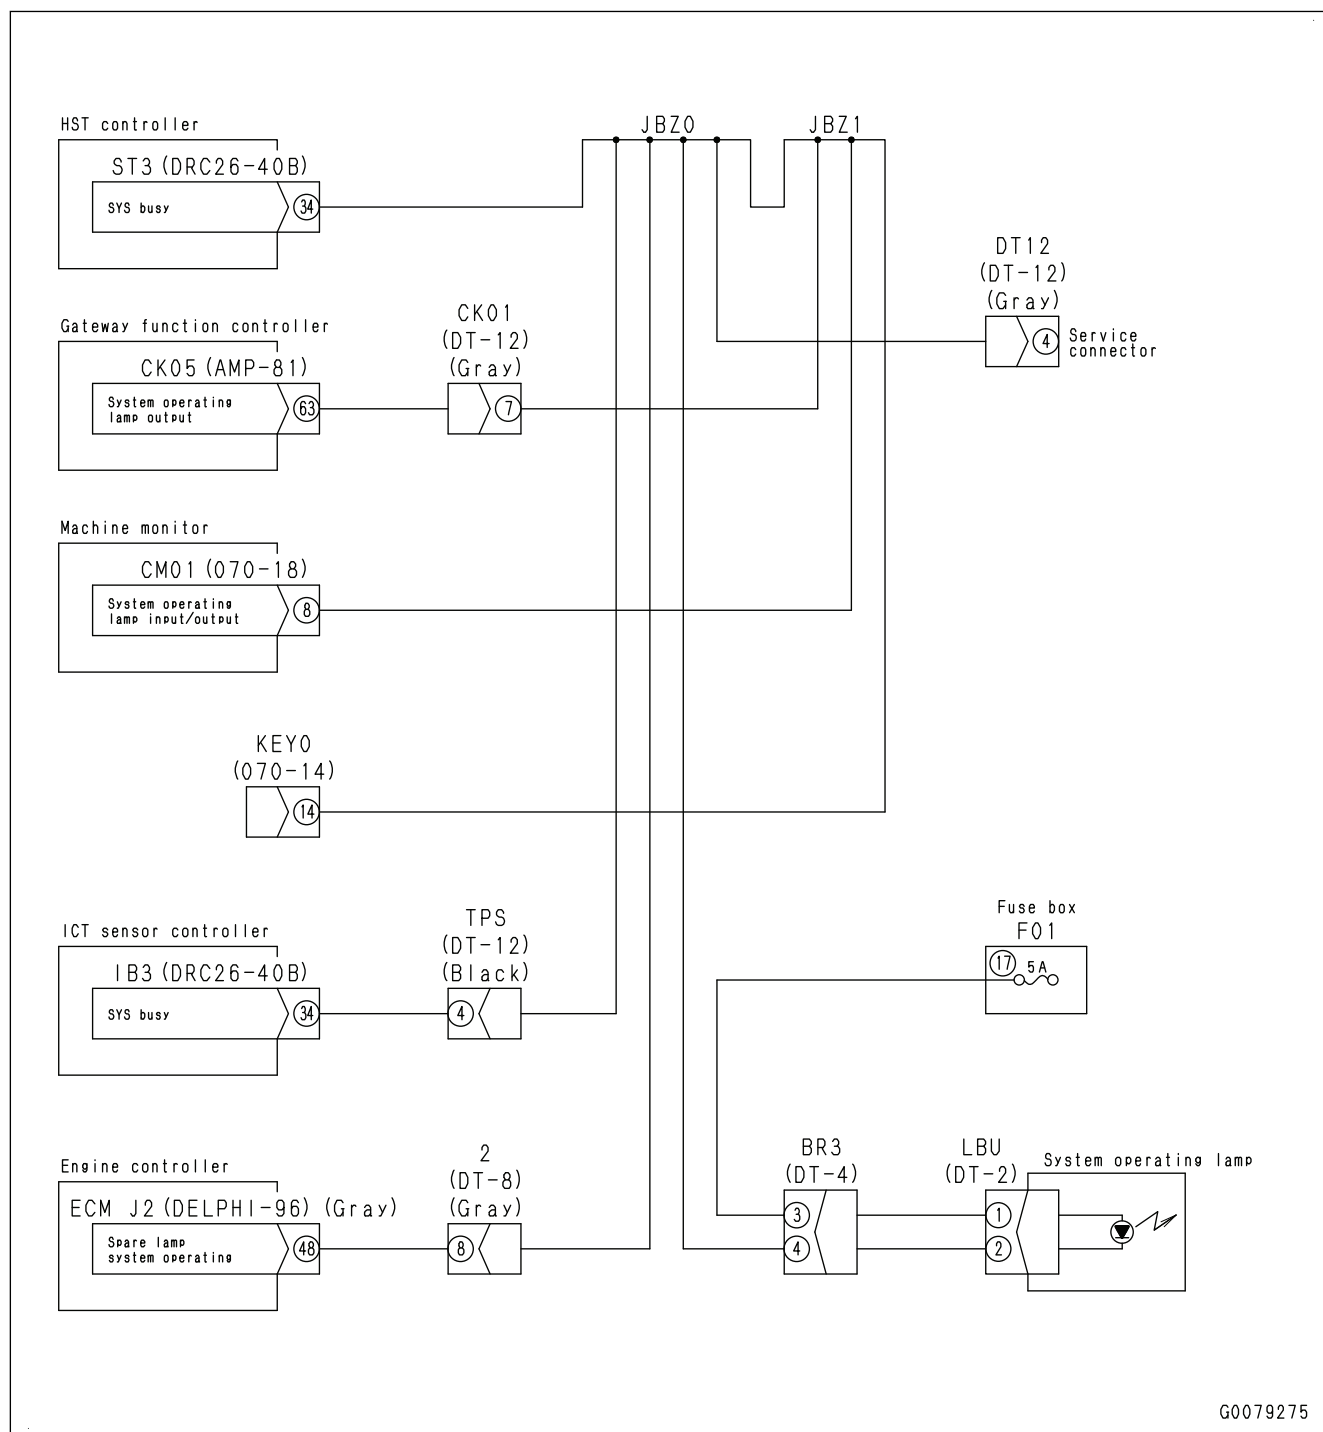 JBZ0
JBZ1
HST controller
ST3 (DRC26-40B)
SYS busy
34
DT12
(DT-12)
(Gray)
4
Service
connector
Gateway function controller
CK05 (AMP-81)
System operating
lamp output
63
CK01
(DT-12)
(Gray)
7
Machine monitor
CM01 (070-18)
System operating
lamp input/output
8
KEY0
(070-14)
14
ICT sensor controller
IB3 (DRC26-40B)
SYS busy
34
TPS
(DT-12)
(Black)
4
Fuse box
F01
17
5A
Engine controller
ECM J2 (DELPHI-96) (Gray)
Spare lamp
system operating
48
2
(DT-8)
(Gray)
8
BR3
(DT-4)
3
4
LBU
(DT-2)
1
2
System operating lamp
G0079275